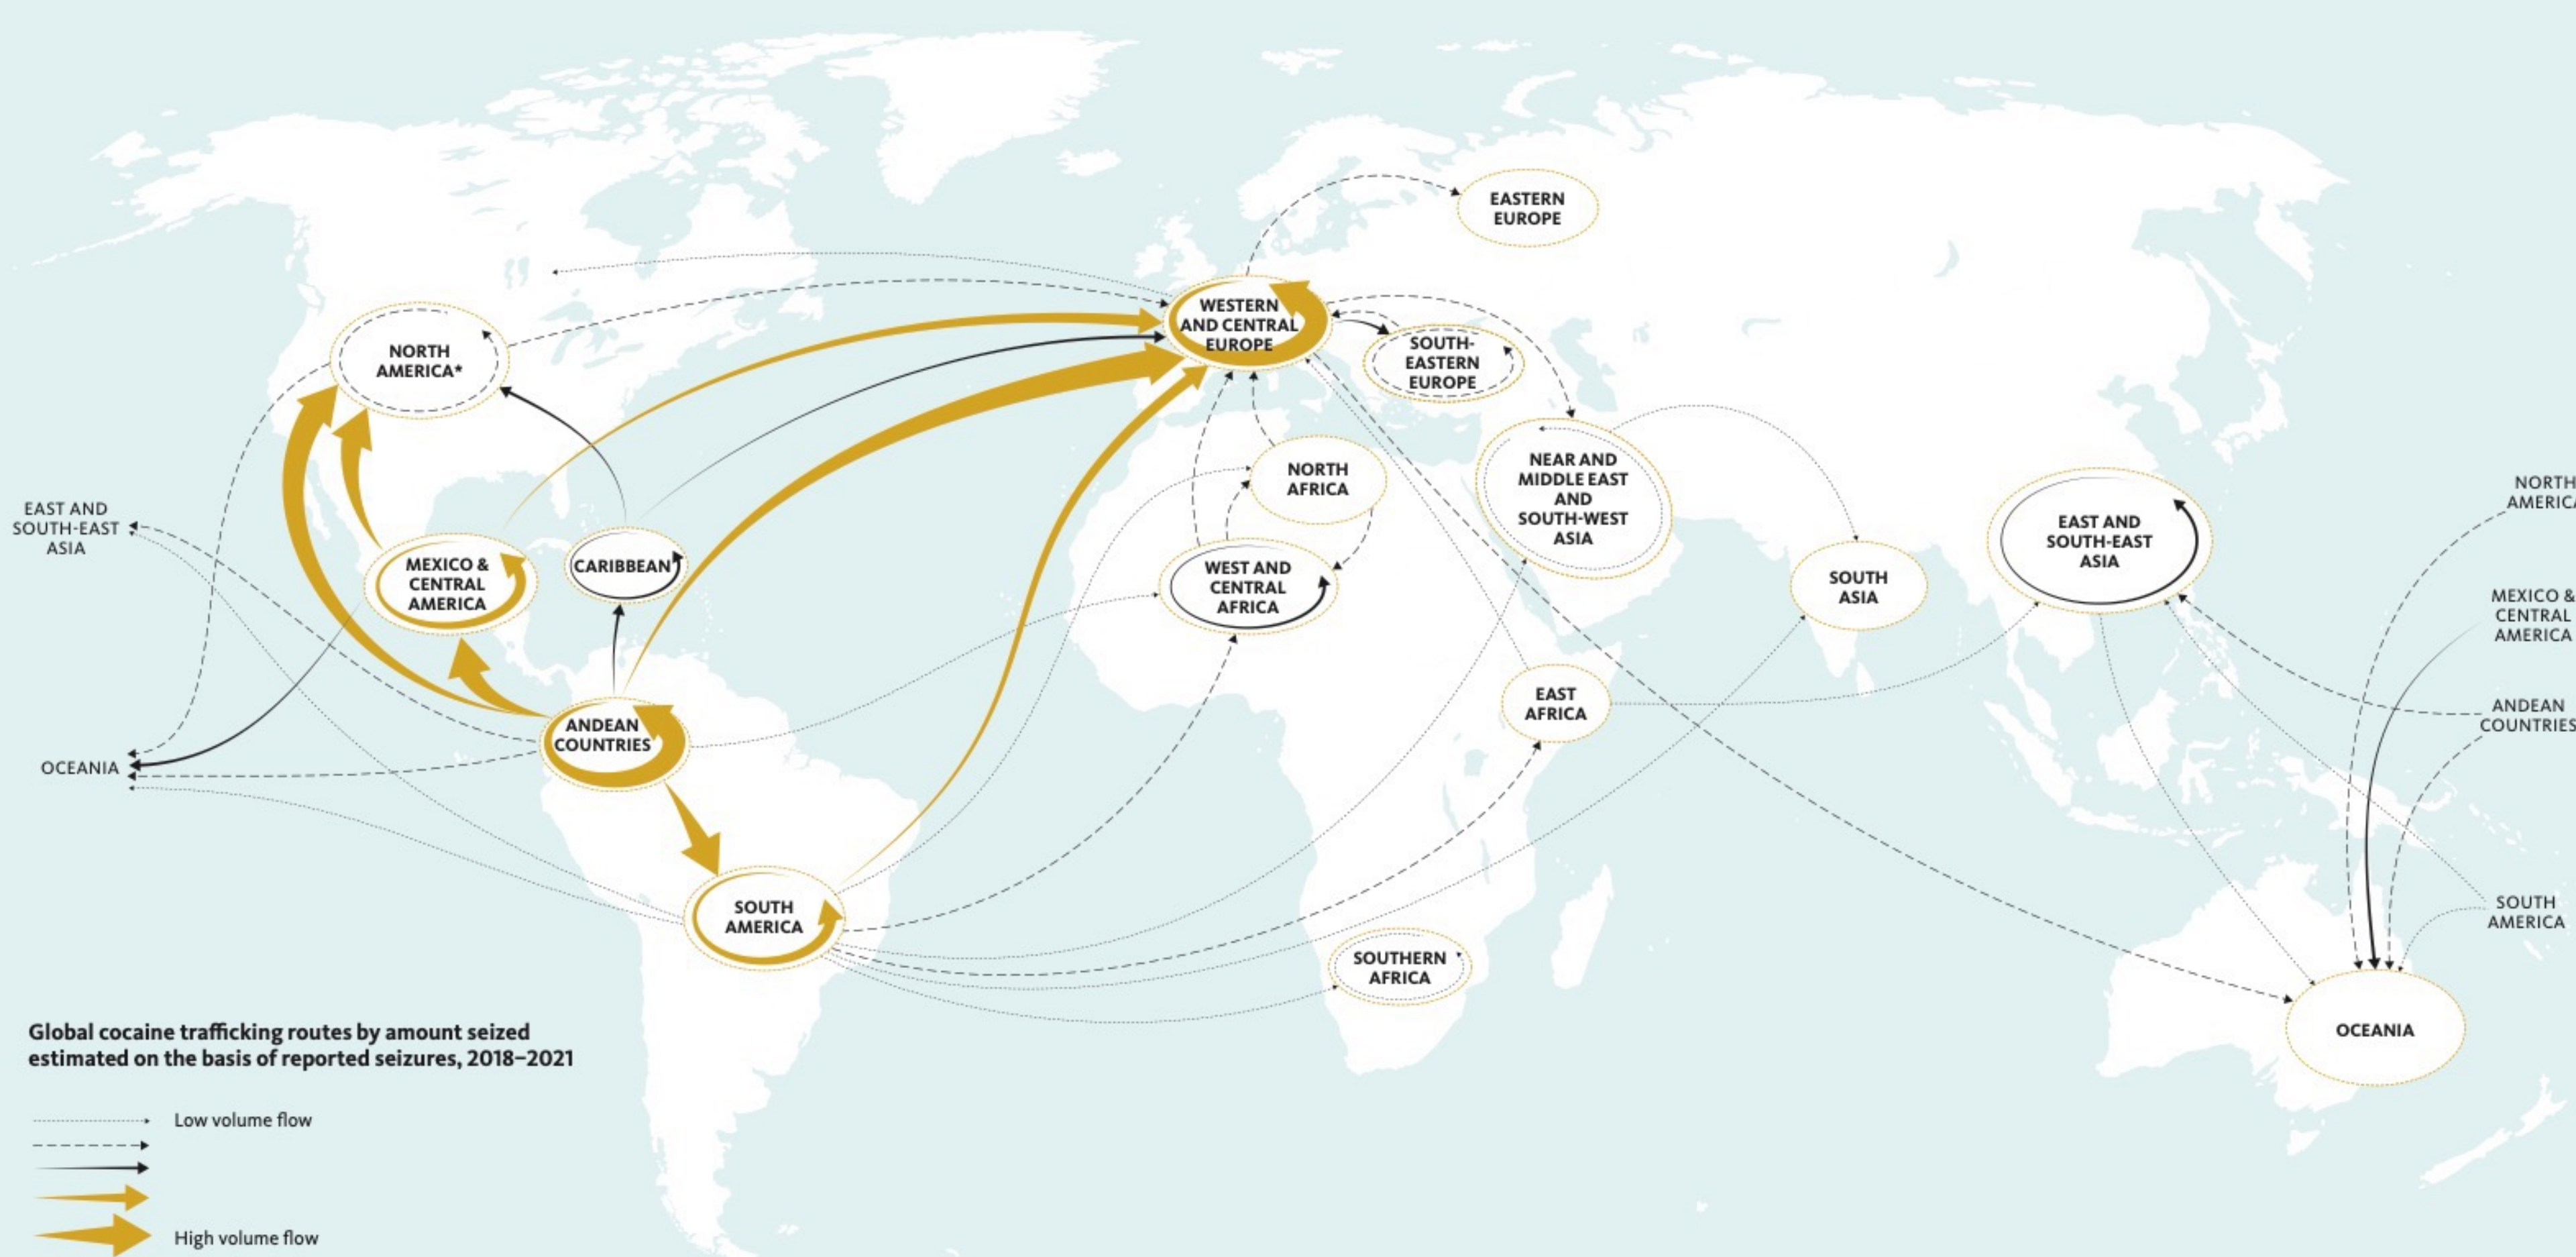 EASTERN
EUROPE
WESTERN
AND CENTRAL
EUROPE
NORTH
AMERICA*
SOUTH-
EASTERN
EUROPE
NORTH
AFRICA
NEAR AND
MIDDLE EAST
AND
SOUTH-WEST
ASIA
EAST AND
SOUTH-EAST
ASIA
MEXICO &
CENTRAL
AMERICA
CARIBBEAN
WEST AND
CENTRAL
AFRICA
SOUTH
ASIA
EAST AND
SOUTH-EAST
ASIA
NORTH
AMERICA
MEXICO &
CENTRAL
AMERICA
ANDEAN
COUNTRIES
EAST
AFRICA
ANDEAN
COUNTRIES
OCEANIA
SOUTH
AMERICA
SOUTHERN
AFRICA
SOUTH
AMERICA
OCEANIA
Global cocaine trafficking routes by amount seized
estimated on the basis of reported seizures, 2018–2021
Low volume flow
High volume flow